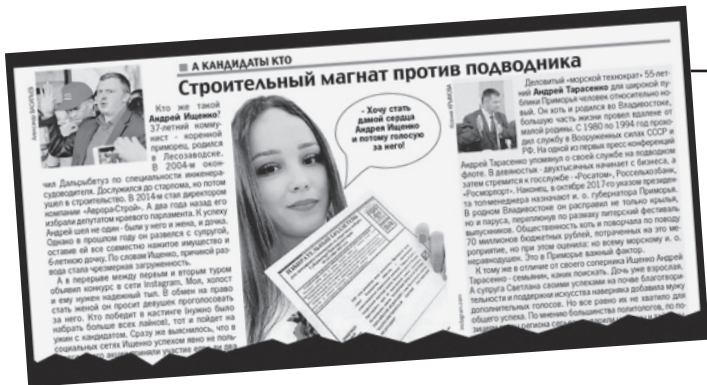 А КАНДИДАТЫ КТО
Строительный магнат против подводника
Кто же такой
Андрей Ищенко?
37-летний комму-
нист - коренной
приморец, родился
в Лесозаводске.
В 2004-м окон-
чил Дальрыбвтуз по специальности инженера-
судоводителя. Дослужился до старпома, но потом
ушел в строительство. В 2014-м стал директором
компании «Аврора-Строй». А два года назад его
избрали депутатом краевого парламента. К успеху
Андрей шел не один - были у него и жена, и дочка.
Однако в прошлом году он развелся с супругой,
оставив ей все совместно нажитое имущество и
6-летнюю дочку. По словам Ищенко, причиной раз-
вода стала чрезмерная загруженность.
А в перерыве между первым и вторым туром
объявил конкурс в сети Instagram. Мол, холост
и ему нужен надежный тыл. В обмен на право
стать женой он просит девушек проголосовать
за него. Кто победит в кастинге (нужно было
набрать больше всех лайков), тот и пойдет на
ужин с кандидатом. Сразу же выяснилось, что в
социальных сетях Ищенко успехом явно не поль-
- Хочу стать
дамой сердца
Андрея Ищенко
и потому голосую
за него!
Деловитый «морской технократ» 55-лет-
ний Андрей Тарасенко для широкой пу-
блики Приморья человек относительно но-
вый. Он хоть и родился во Владивостоке,
большую часть жизни провел вдалеке от
малой родины. С 1980 по 1994 год прохо-
дил службу в Вооруженных силах СССР и
РФ. На одной из первых пресс-конференций
Андрей Тарасенко упомянул о своей службе на подводном
флоте. В девяностых - двухтысячных начинает с бизнеса, а
затем стремится к госслужбе - «Росатом», Россельхозбанк,
«Росморпорт». Наконец, в октябре 2017-го указом президен-
та топ-менеджера назначают и. о. губернатора Приморья.
В родном Владивостоке он расправил не только крылья,
но и паруса, переплюнув по размаху питерский фестиваль
выпускников. Общественность хоть и поворчала по поводу
70 миллионов бюджетных рублей, потраченных на это ме-
роприятие, но при этом оценила: ко всему морскому и. о.
неравнодушен. Это в Приморье важный фактор.
К тому же в отличие от своего соперника Ищенко Андрей
Тарасенко - семьянин, каких поискать. Дочь уже взрослая.
А супруга Светлана своими успехами на почве благотвори-
тельности и поддержки искусства наверняка добавила мужу
дополнительных голосов. Но все равно их не хватило для
общего успеха. По мнению большинства политологов, по по-
instagram.com